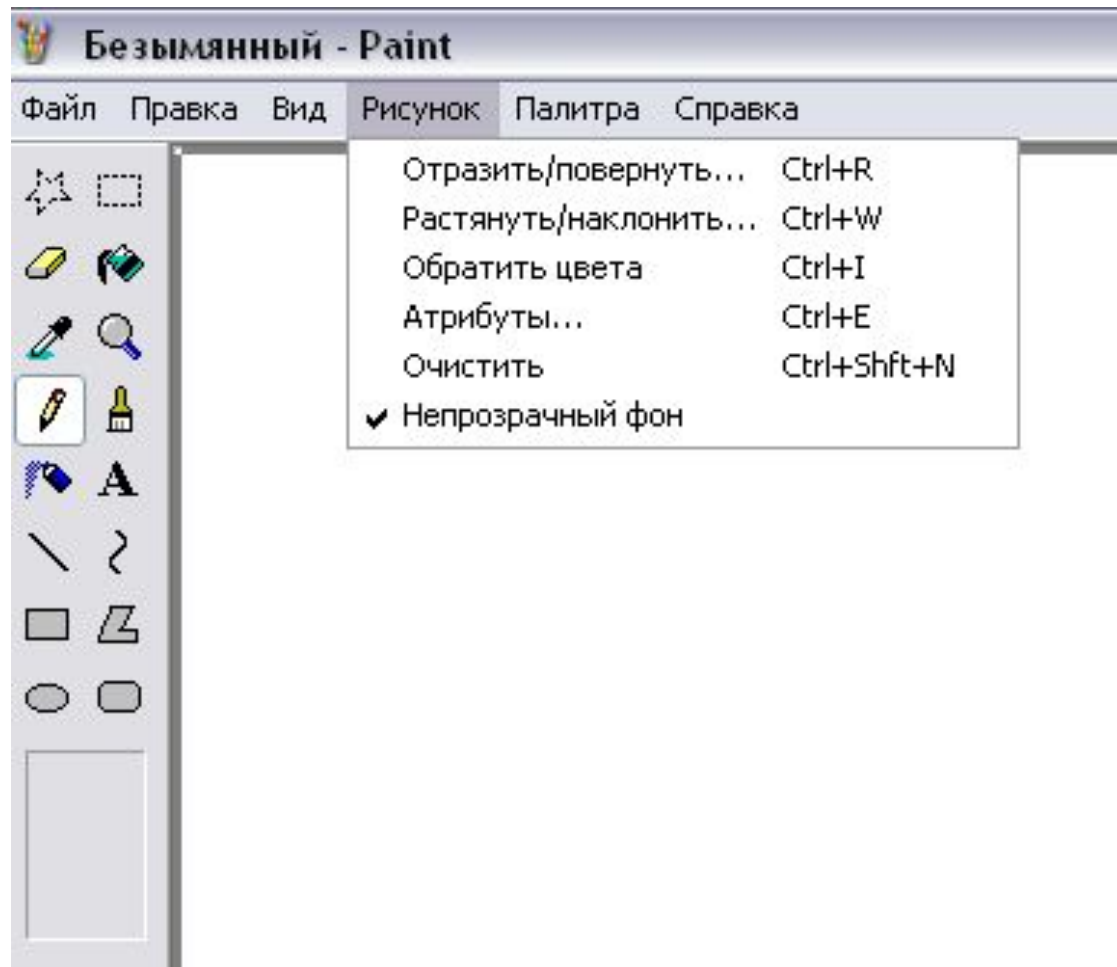 Безымянный - Paint
Файл Правка Вид Рисунок Палитра Справка
Отразить/повернуть... Ctrl+R
Растянуть/наклонить... Ctrl+W
Обратить цвета Ctrl+I
Атрибуты... Ctrl+E
Очистить Ctrl+Shft+N
Непрозрачный фон
A